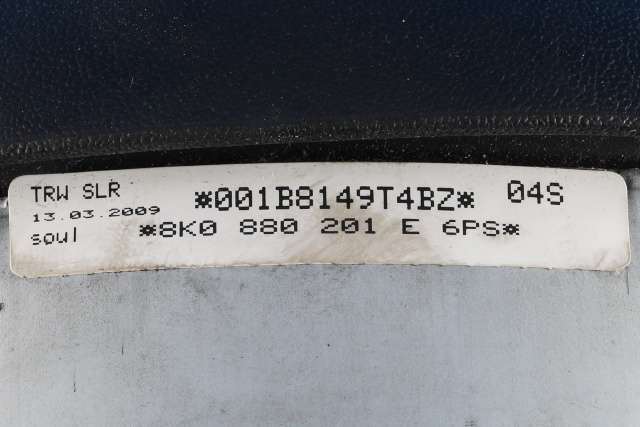 TRW SLR *001B8149T4BZ* 04S
13.03.2009
soul *8K0 880 201 E 6PS*